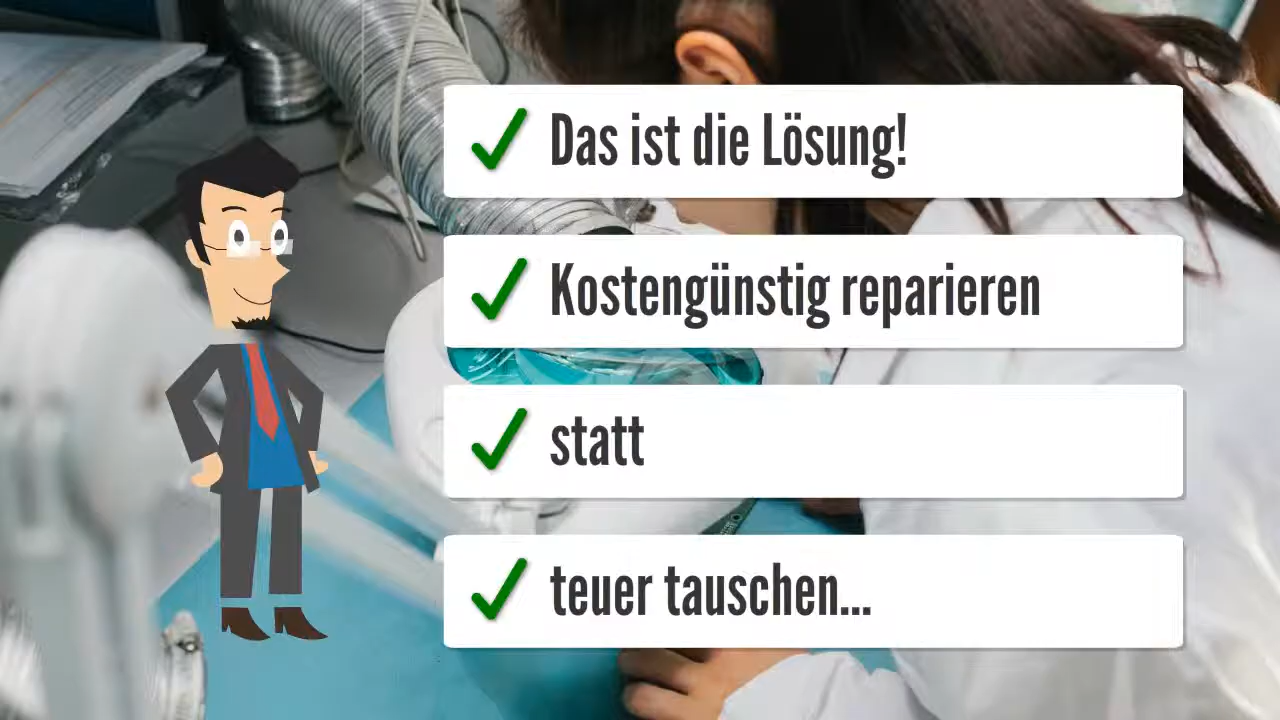 Das ist die Lösung!
Kostengünstig reparieren
statt
teuer tauschen...